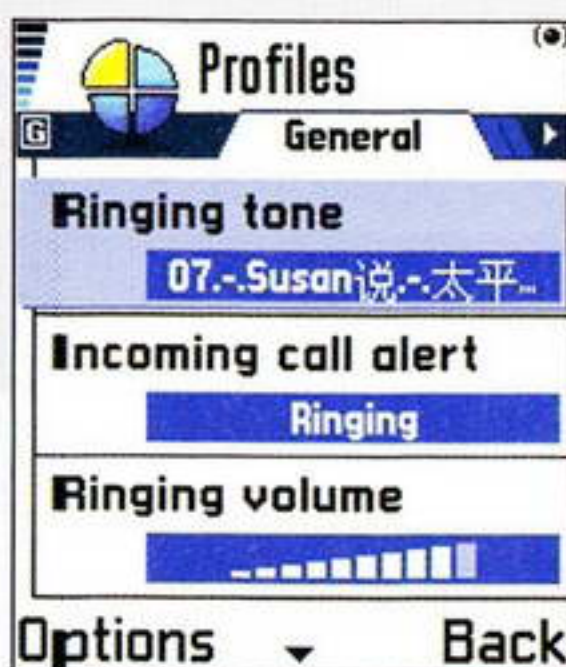 Profiles
G
General
Ringing tone
07.-.Susan说.-.太平...
Incoming call alert
Ringing
Ringing volume
Options
Back